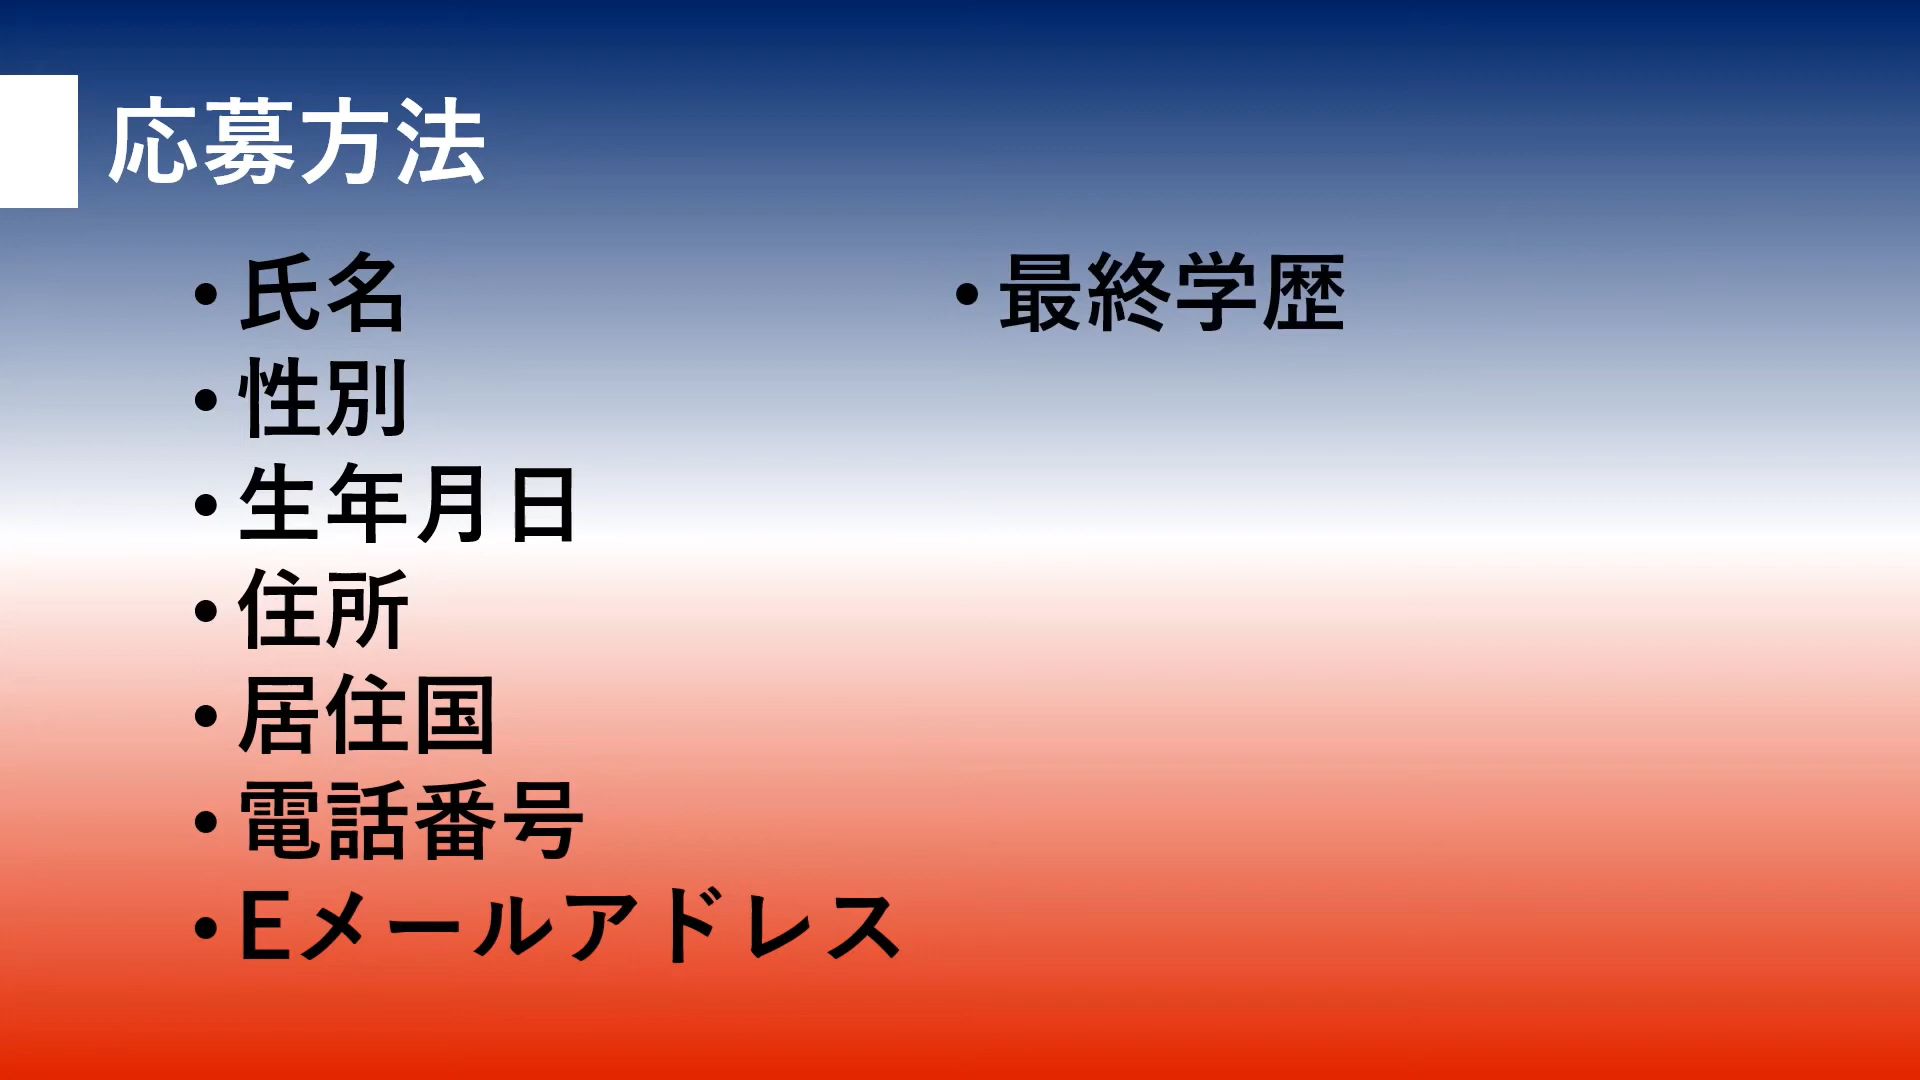 応募方法
• 氏名
• 性別
• 生年月日
• 住所
• 居住国
• 電話番号
• Eメールアドレス
• 最終学歴